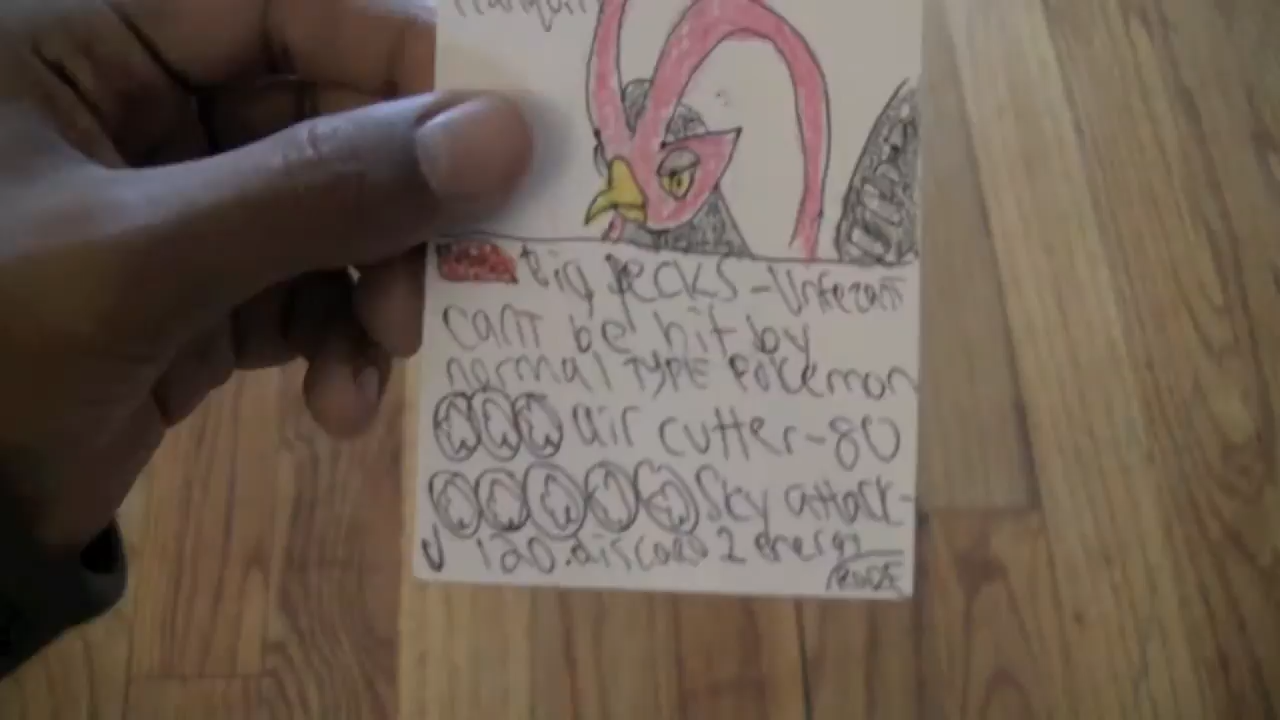 Tranquill
Big Pecks - Unfezant
cant be hit by
normal TYPE Pokemon
air cutter - 80
Sky attack -
120. discard 2 energy